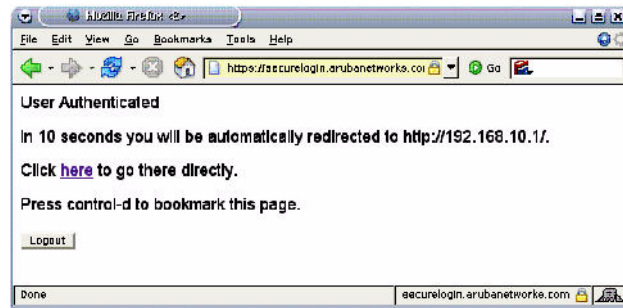 Mozilla Firefox <2>
File Edit View Go Bookmarks Tools Help
https://securelogin.arubanetworks.co Go
User Authenticated
In 10 seconds you will be automatically redirected to http://192.168.10.1/.
Click here to go there directly.
Press control-d to bookmark this page.
Logout
Done securelogin.arubanetworks.com